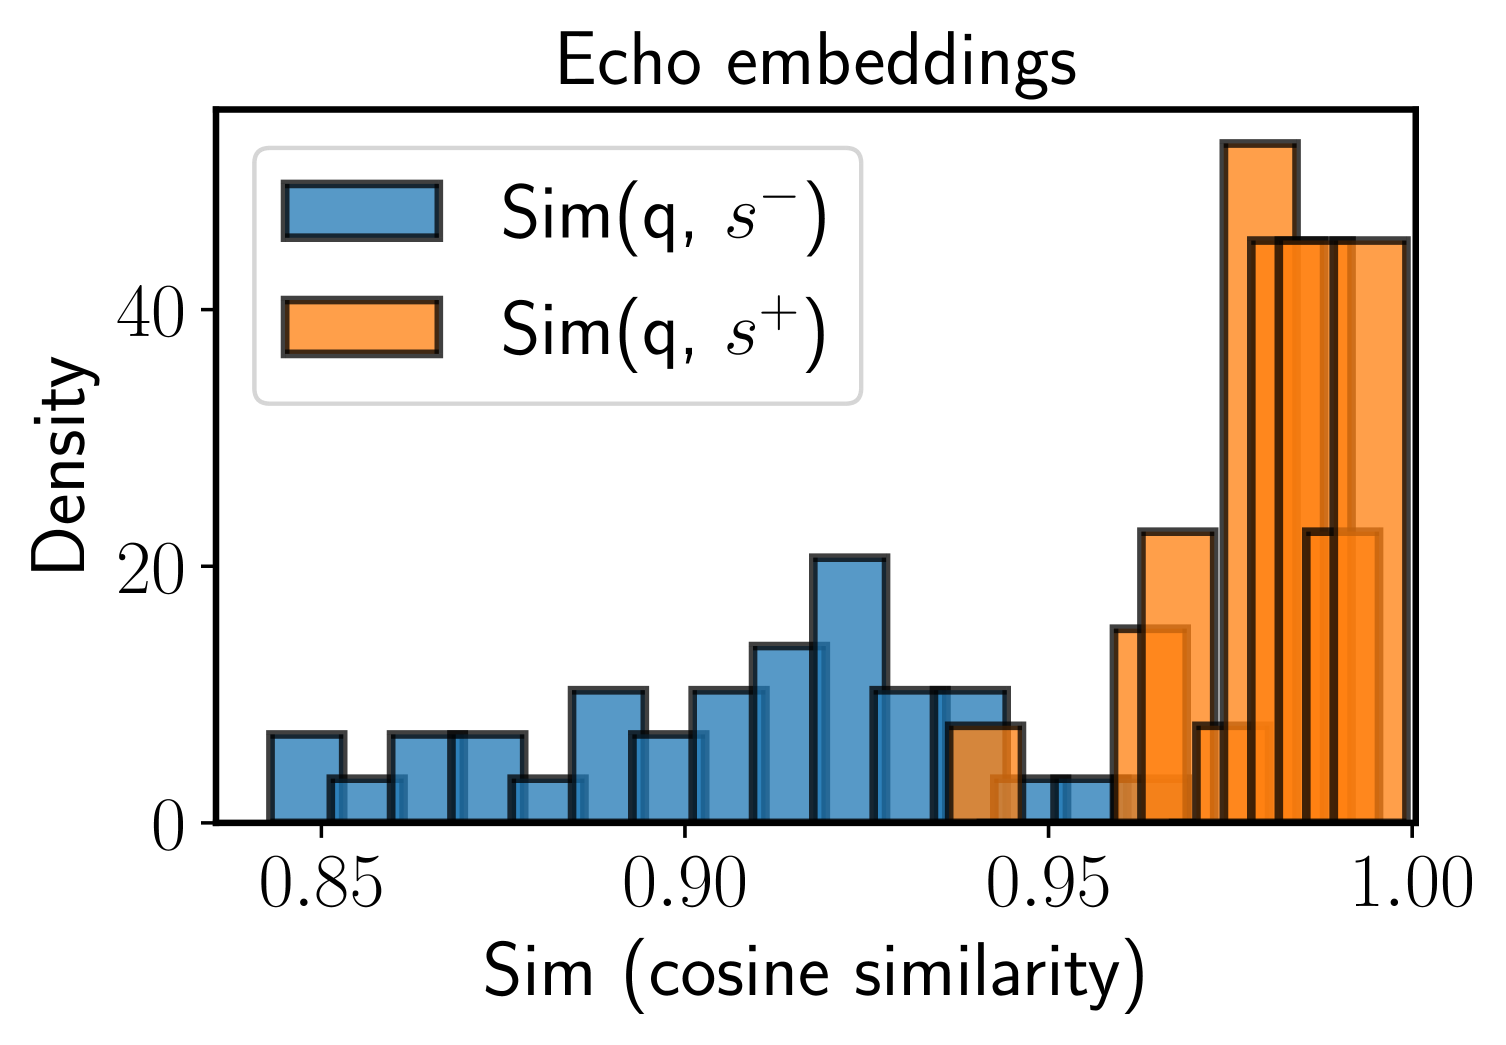 Echo embeddings
Sim(q, s⁻)
Sim(q, s⁺)
Density
40
20
0
0.85 0.90 0.95 1.00
Sim (cosine similarity)